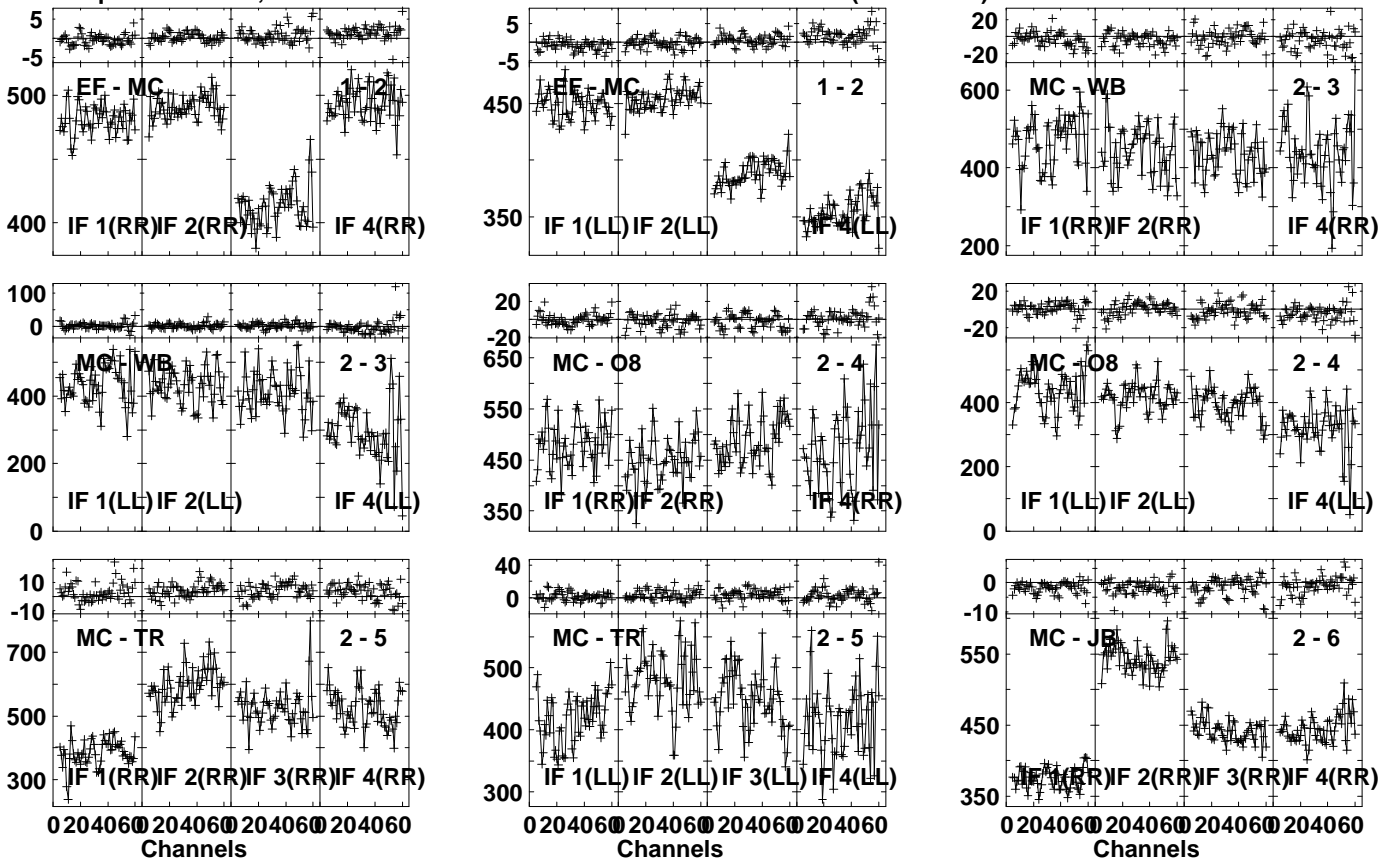 5 5 20
-5 -5 -20
EF - MC 1 - 2 EF - MC 1 - 2 MC - WB 2 - 3
500 450 600
400 350 400
200
IF 1(RR) IF 2(RR) IF 4(RR) IF 1(LL) IF 2(LL) IF 4(LL) IF 1(RR) IF 2(RR) IF 4(RR)
100 20 20
0 -20 -20
MC - WB 2 - 3 MC - O8 2 - 4 MC - O8 2 - 4
400 650 400
200 550 200
0 450 0
350
IF 1(LL) IF 2(LL) IF 4(LL) IF 1(RR) IF 2(RR) IF 4(RR) IF 1(LL) IF 2(LL) IF 4(LL)
10 40 0
-10 0 -10
MC - TR 2 - 5 MC - TR 2 - 5 MC - JB 2 - 6
700 500 550
500 400 450
300 300 350
IF 1(RR) IF 2(RR) IF 3(RR) IF 4(RR) IF 1(LL) IF 2(LL) IF 3(LL) IF 4(LL) IF 1(RR) IF 2(RR) IF 3(RR) IF 4(RR)
0 20 40 60 0 20 40 60 0 20 40 60 0 20 40 60 0 20 40 60 0 20 40 60 0 20 40 60 0 20 40 60 0 20 40 60 0 20 40 60 0 20 40 60 0 20 40 60
Channels Channels Channels